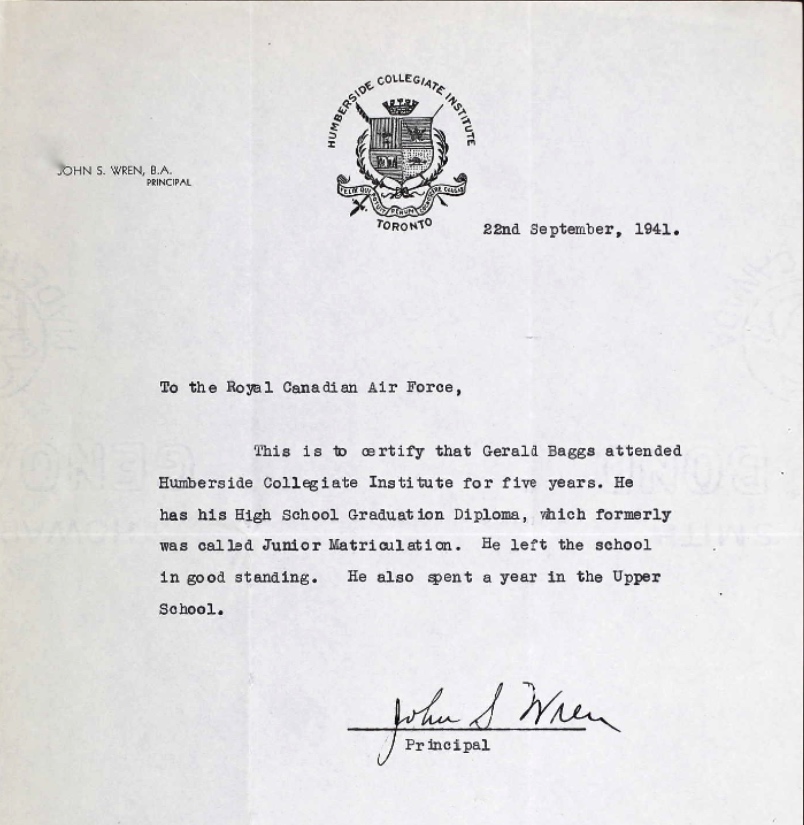 HUMBERSIDE COLLEGIATE INSTITUTE
TORONTO
JOHN S. WREN, B.A.
PRINCIPAL
22nd September, 1941.
To the Royal Canadian Air Force,
This is to certify that Gerald Baggs attended
Humberside Collegiate Institute for five years. He
has his High School Graduation Diploma, which formerly
was called Junior Matriculation. He left the school
in good standing. He also spent a year in the Upper
School.
John S Wren
Principal